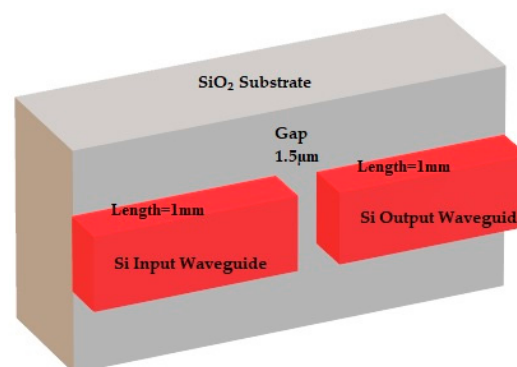 SiO₂ Substrate
Gap
1.5μm
Length=1mm
Length=1mm
Si Output Waveguid
Si Input Waveguide